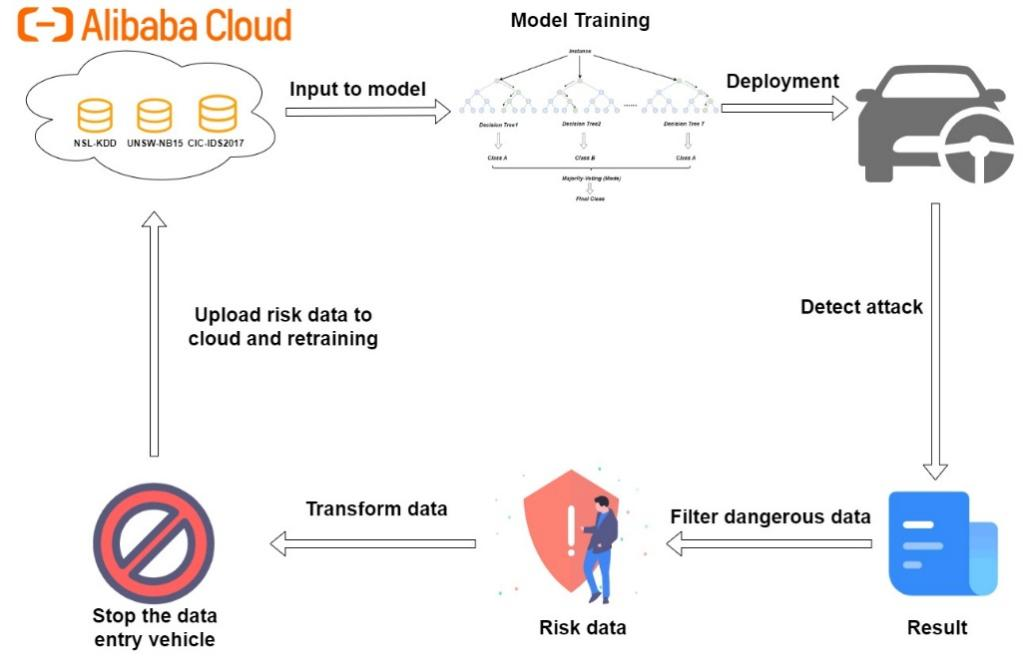 Alibaba Cloud
Model Training
Instance
Input to model
Deployment
NSL-KDD UNSW-NB15 CIC-IDS2017
Decision Tree1
Decision Tree2
Decision Tree T
Class A
Class B
Class A
Majority-Voting (Mode)
Final Class
Detect attack
Upload risk data to
cloud and retraining
Transform data
Filter dangerous data
Stop the data
entry vehicle
Risk data
Result